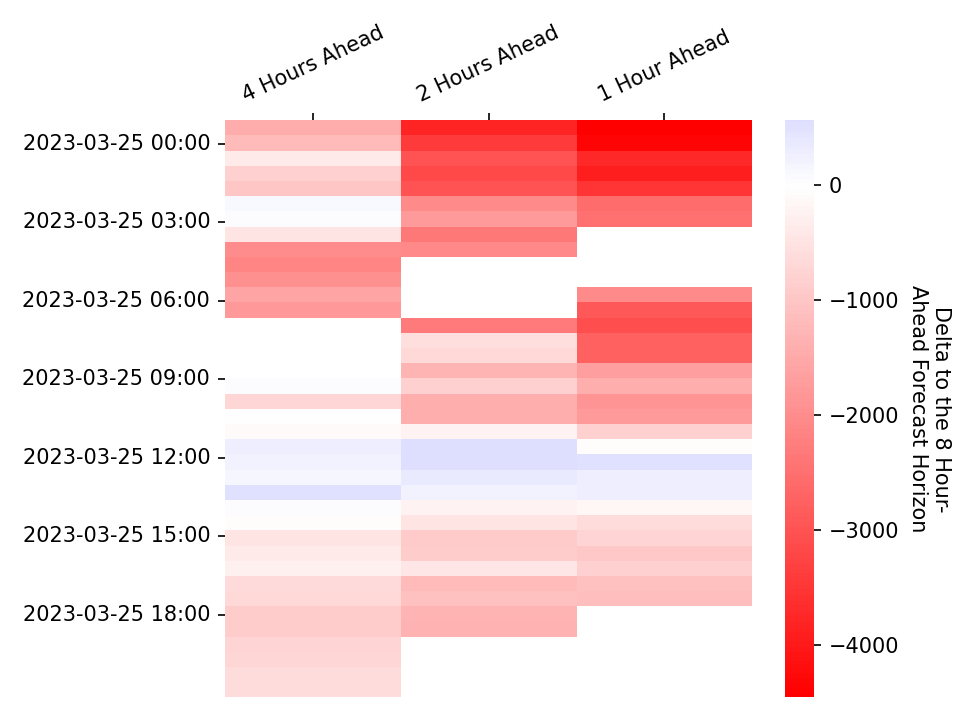 4 Hours Ahead
2 Hours Ahead
1 Hour Ahead
2023-03-25 00:00
2023-03-25 03:00
2023-03-25 06:00
2023-03-25 09:00
2023-03-25 12:00
2023-03-25 15:00
2023-03-25 18:00
0
−1000
−2000
−3000
−4000
Delta to the 8 Hour-
Ahead Forecast Horizon